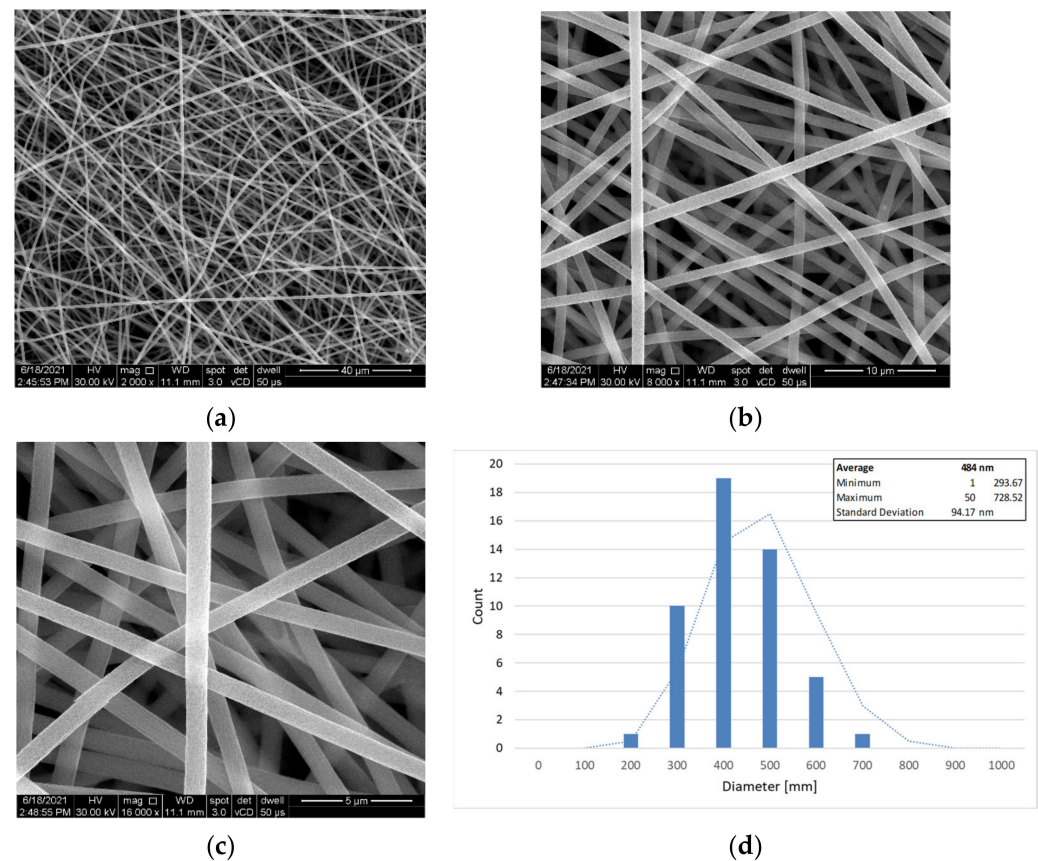 6/18/2021 HV mag WD spot det dwell 40 µm
2:45:53 PM 30.00 kV 2 000 x 11.1 mm 3.0 vCD 50 µs
6/18/2021 HV mag WD spot det dwell 10 µm
2:47:34 PM 30.00 kV 8 000 x 11.1 mm 3.0 vCD 50 µs
(a)
(b)
6/18/2021 HV mag WD spot det dwell 5 µm
2:48:55 PM 30.00 kV 16 000 x 11.1 mm 3.0 vCD 50 µs
Average 484 nm
Minimum 1 293.67
Maximum 50 728.52
Standard Deviation 94.17 nm
20
18
16
14
12
10
8
6
4
2
0
Count
0 100 200 300 400 500 600 700 800 900 1000
Diameter [mm]
(c)
(d)